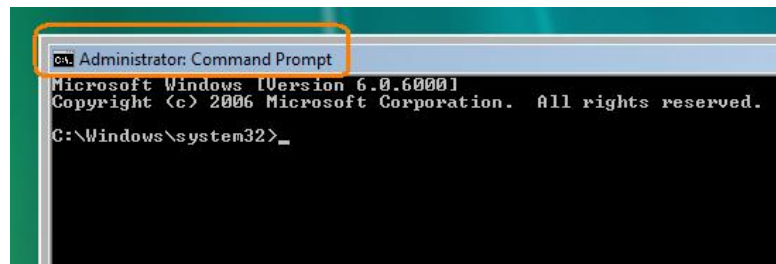 Administrator: Command Prompt
Microsoft Windows [Version 6.0.6000]
Copyright (c) 2006 Microsoft Corporation.  All rights reserved.
C:\Windows\system32>_